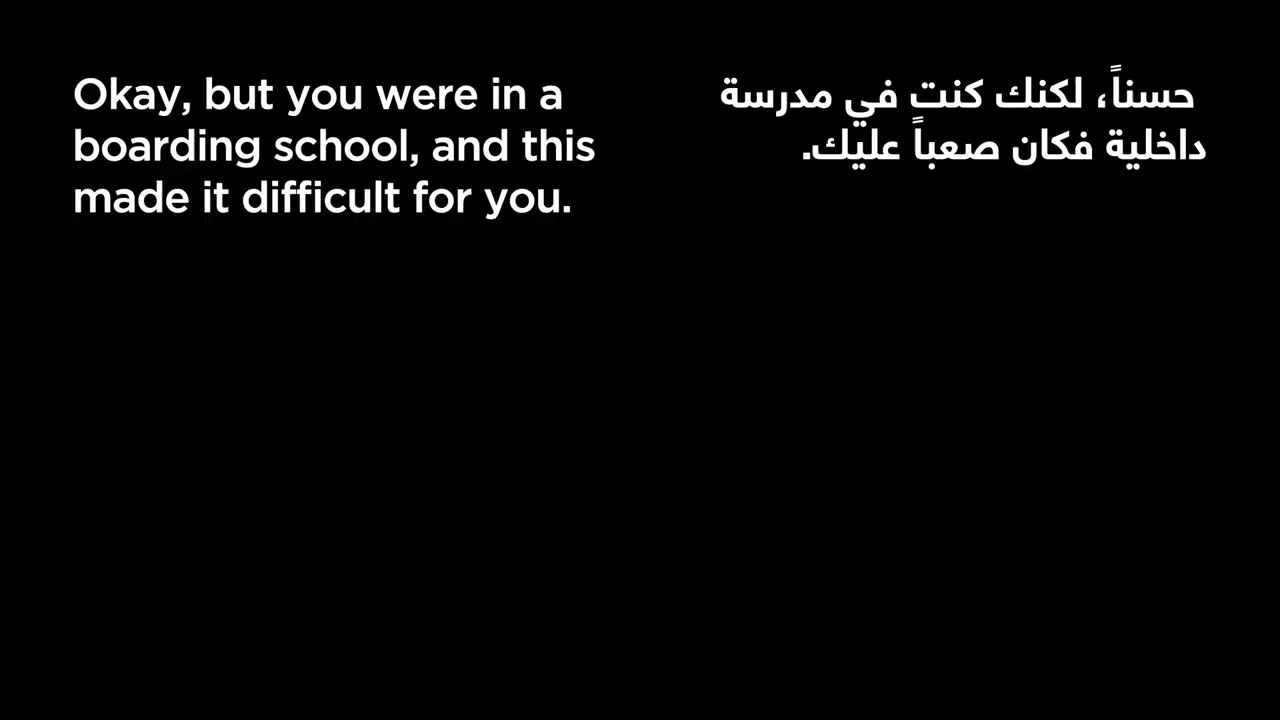 Okay, but you were in a
boarding school, and this
made it difficult for you.
حسناً، لكنك كنت في مدرسة
داخلية فكان صعباً عليك.